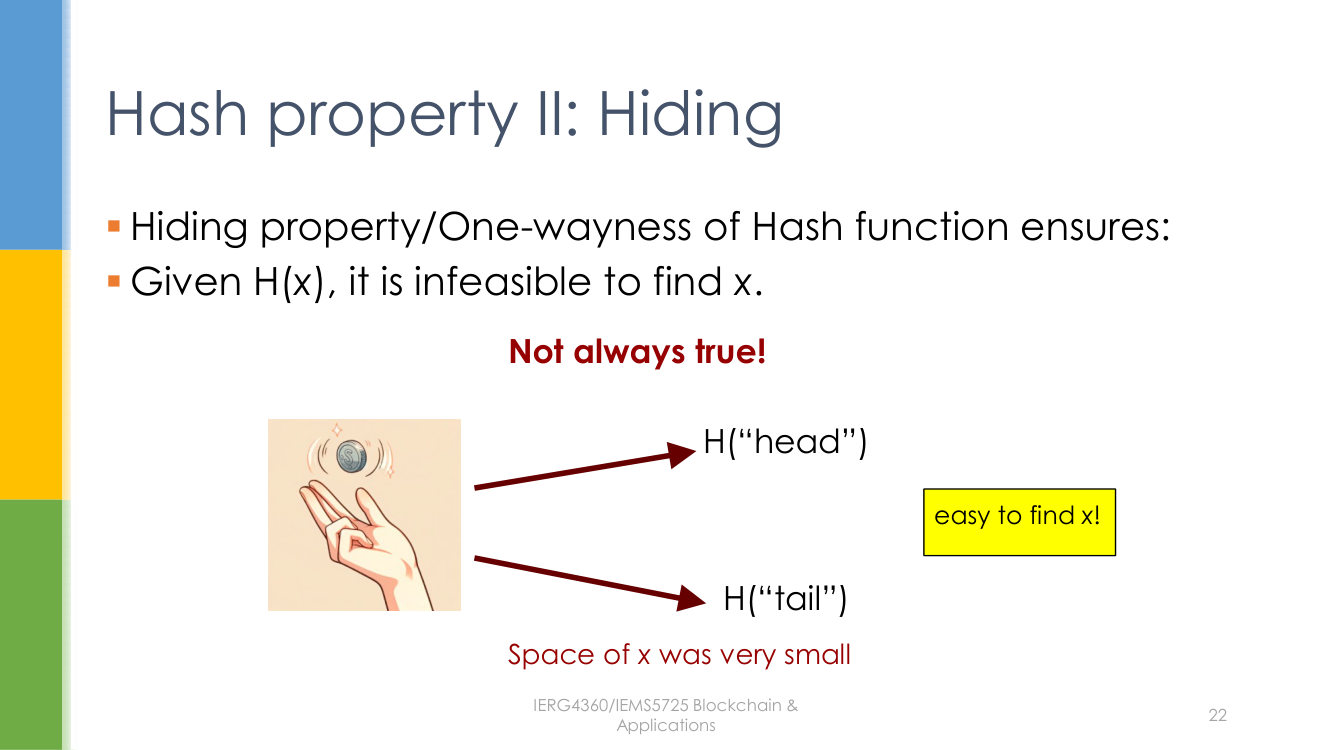 Hash property II: Hiding
Hiding property/One-wayness of Hash function ensures:
Given H(x), it is infeasible to find x.
Not always true!
H(“head”)
easy to find x!
H(“tail”)
Space of x was very small
IERG4360/IEMS5725 Blockchain &
Applications
22